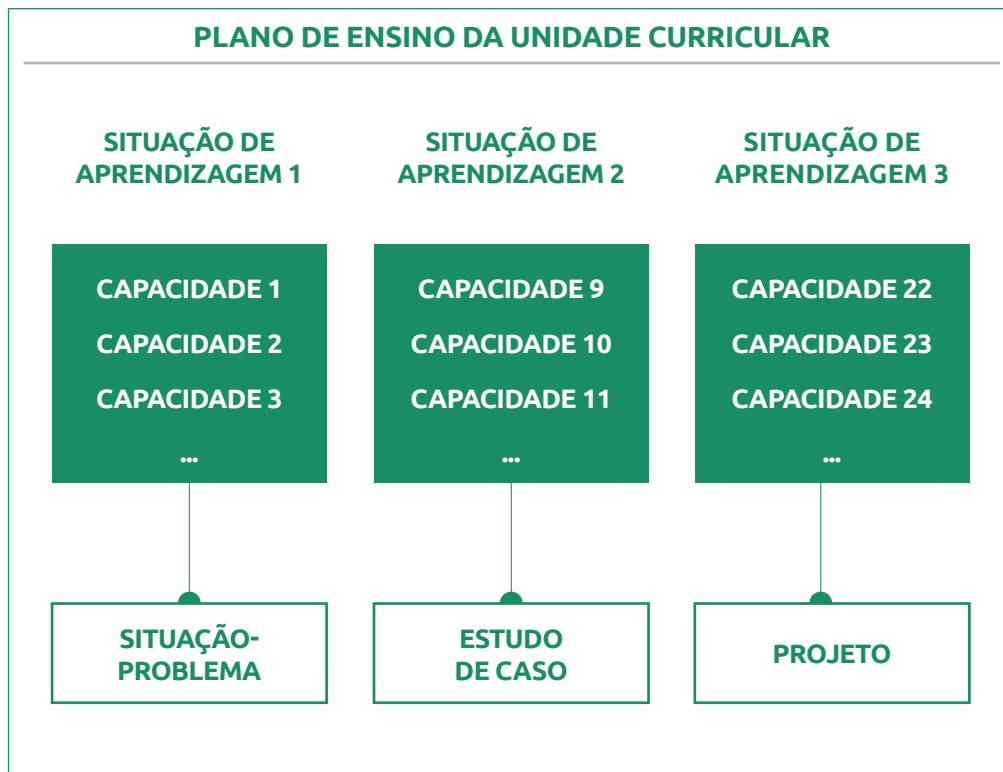 PLANO DE ENSINO DA UNIDADE CURRICULAR
SITUAÇÃO DE
APRENDIZAGEM 1
CAPACIDADE 1
CAPACIDADE 2
CAPACIDADE 3
...
SITUAÇÃO-
PROBLEMA
SITUAÇÃO DE
APRENDIZAGEM 2
CAPACIDADE 9
CAPACIDADE 10
CAPACIDADE 11
...
ESTUDO
DE CASO
SITUAÇÃO DE
APRENDIZAGEM 3
CAPACIDADE 22
CAPACIDADE 23
CAPACIDADE 24
...
PROJETO